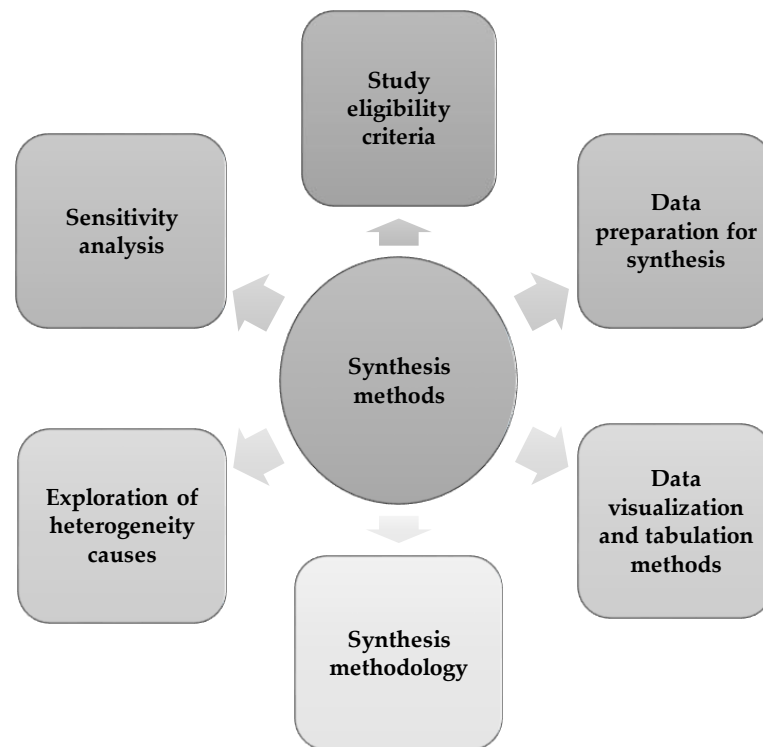 Study
eligibility
criteria
Sensitivity
analysis
Data
preparation for
synthesis
Synthesis
methods
Exploration of
heterogeneity
causes
Data
visualization
and tabulation
methods
Synthesis
methodology